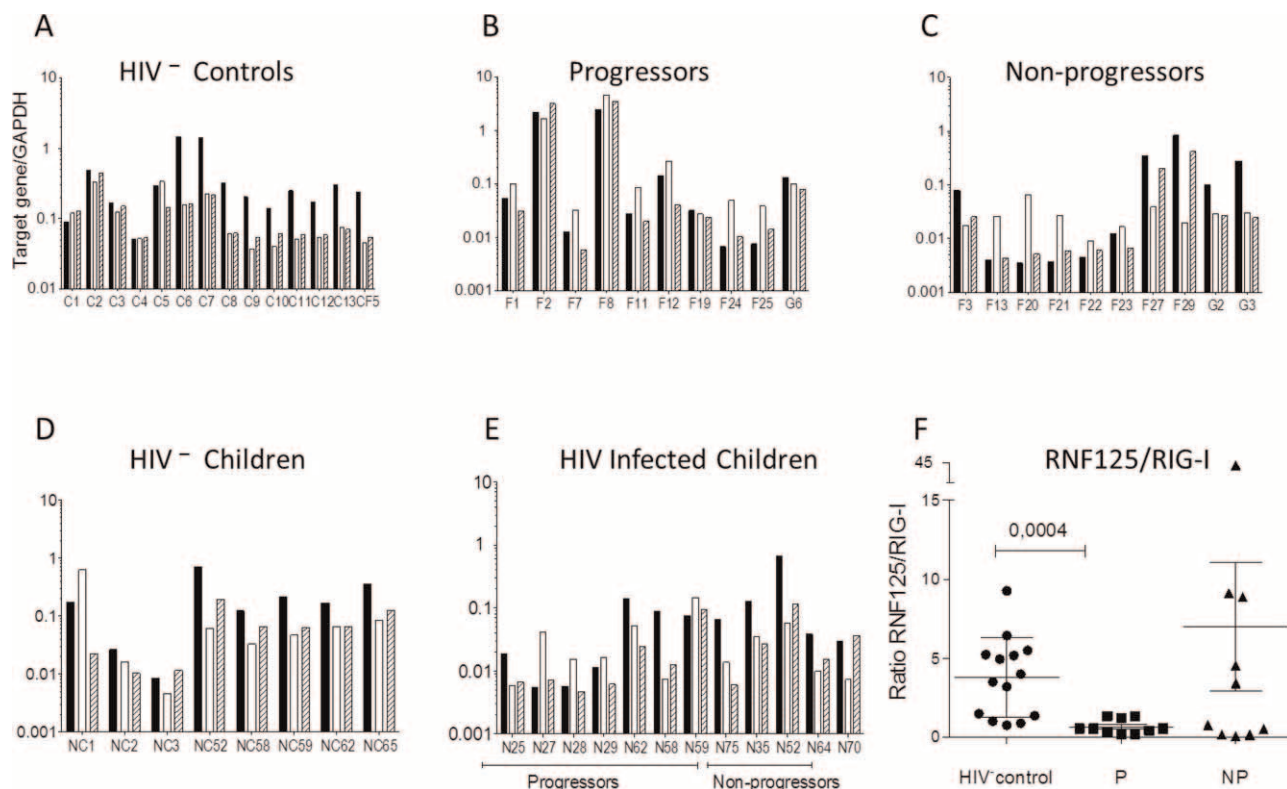 A
HIV – Controls
Target gene/GAPDH
10
1
0.1
0.01
C1 C2 C3 C4 C5 C6 C7 C8 C9 C10 C11 C12 C13 CF5
B
Progressors
10
1
0.1
0.01
0.001
F1 F2 F7 F8 F11 F12 F19 F24 F25 G6
C
Non-progressors
10
1
0.1
0.01
0.001
F3 F13 F20 F21 F22 F23 F27 F29 G2 G3
D
HIV – Children
10
1
0.1
0.01
0.001
NC1 NC2 NC3 NC52 NC58 NC59 NC62 NC65
E
HIV Infected Children
10
1
0.1
0.01
0.001
N25 N27 N28 N29 N62 N58 N59 N75 N35 N52 N64 N70
Progressors Non-progressors
F
RNF125/RIG-I
Ratio RNF125/RIG-I
45
15
10
5
0
0,0004
HIV-control P NP